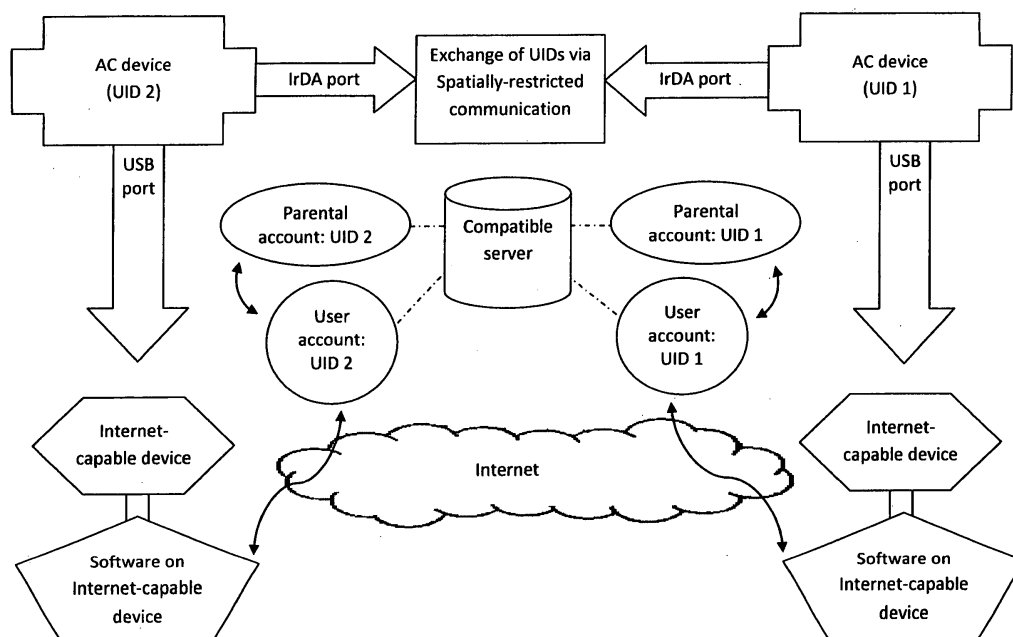 AC device
(UID 2)
IrDA port
Exchange of UIDs via
Spatially-restricted
communication
IrDA port
AC device
(UID 1)
USB
port
USB
port
Parental
account: UID 2
Compatible
server
Parental
account: UID 1
User
account:
UID 2
User
account:
UID 1
Internet-
capable device
Internet
Internet-
capable device
Software on
Internet-capable
device
Software on
Internet-capable
device